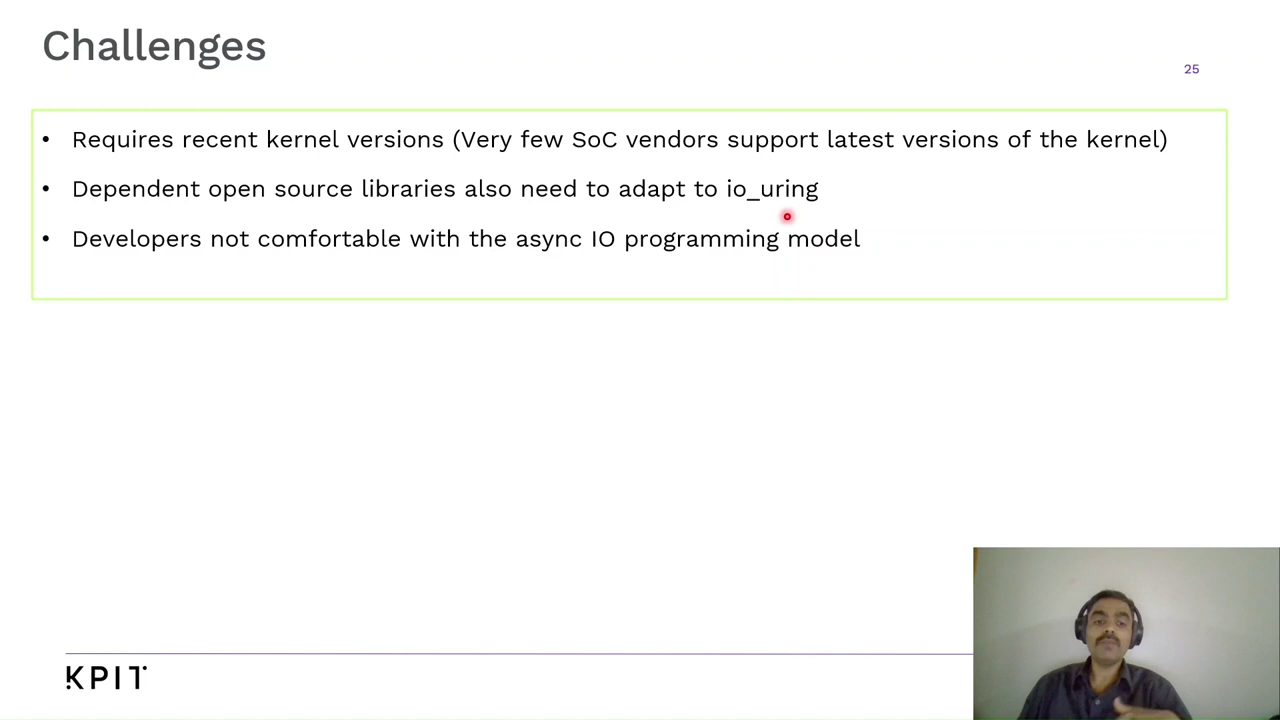 Challenges
25
• Requires recent kernel versions (Very few SoC vendors support latest versions of the kernel)
• Dependent open source libraries also need to adapt to io_uring
• Developers not comfortable with the async IO programming model
KPIT